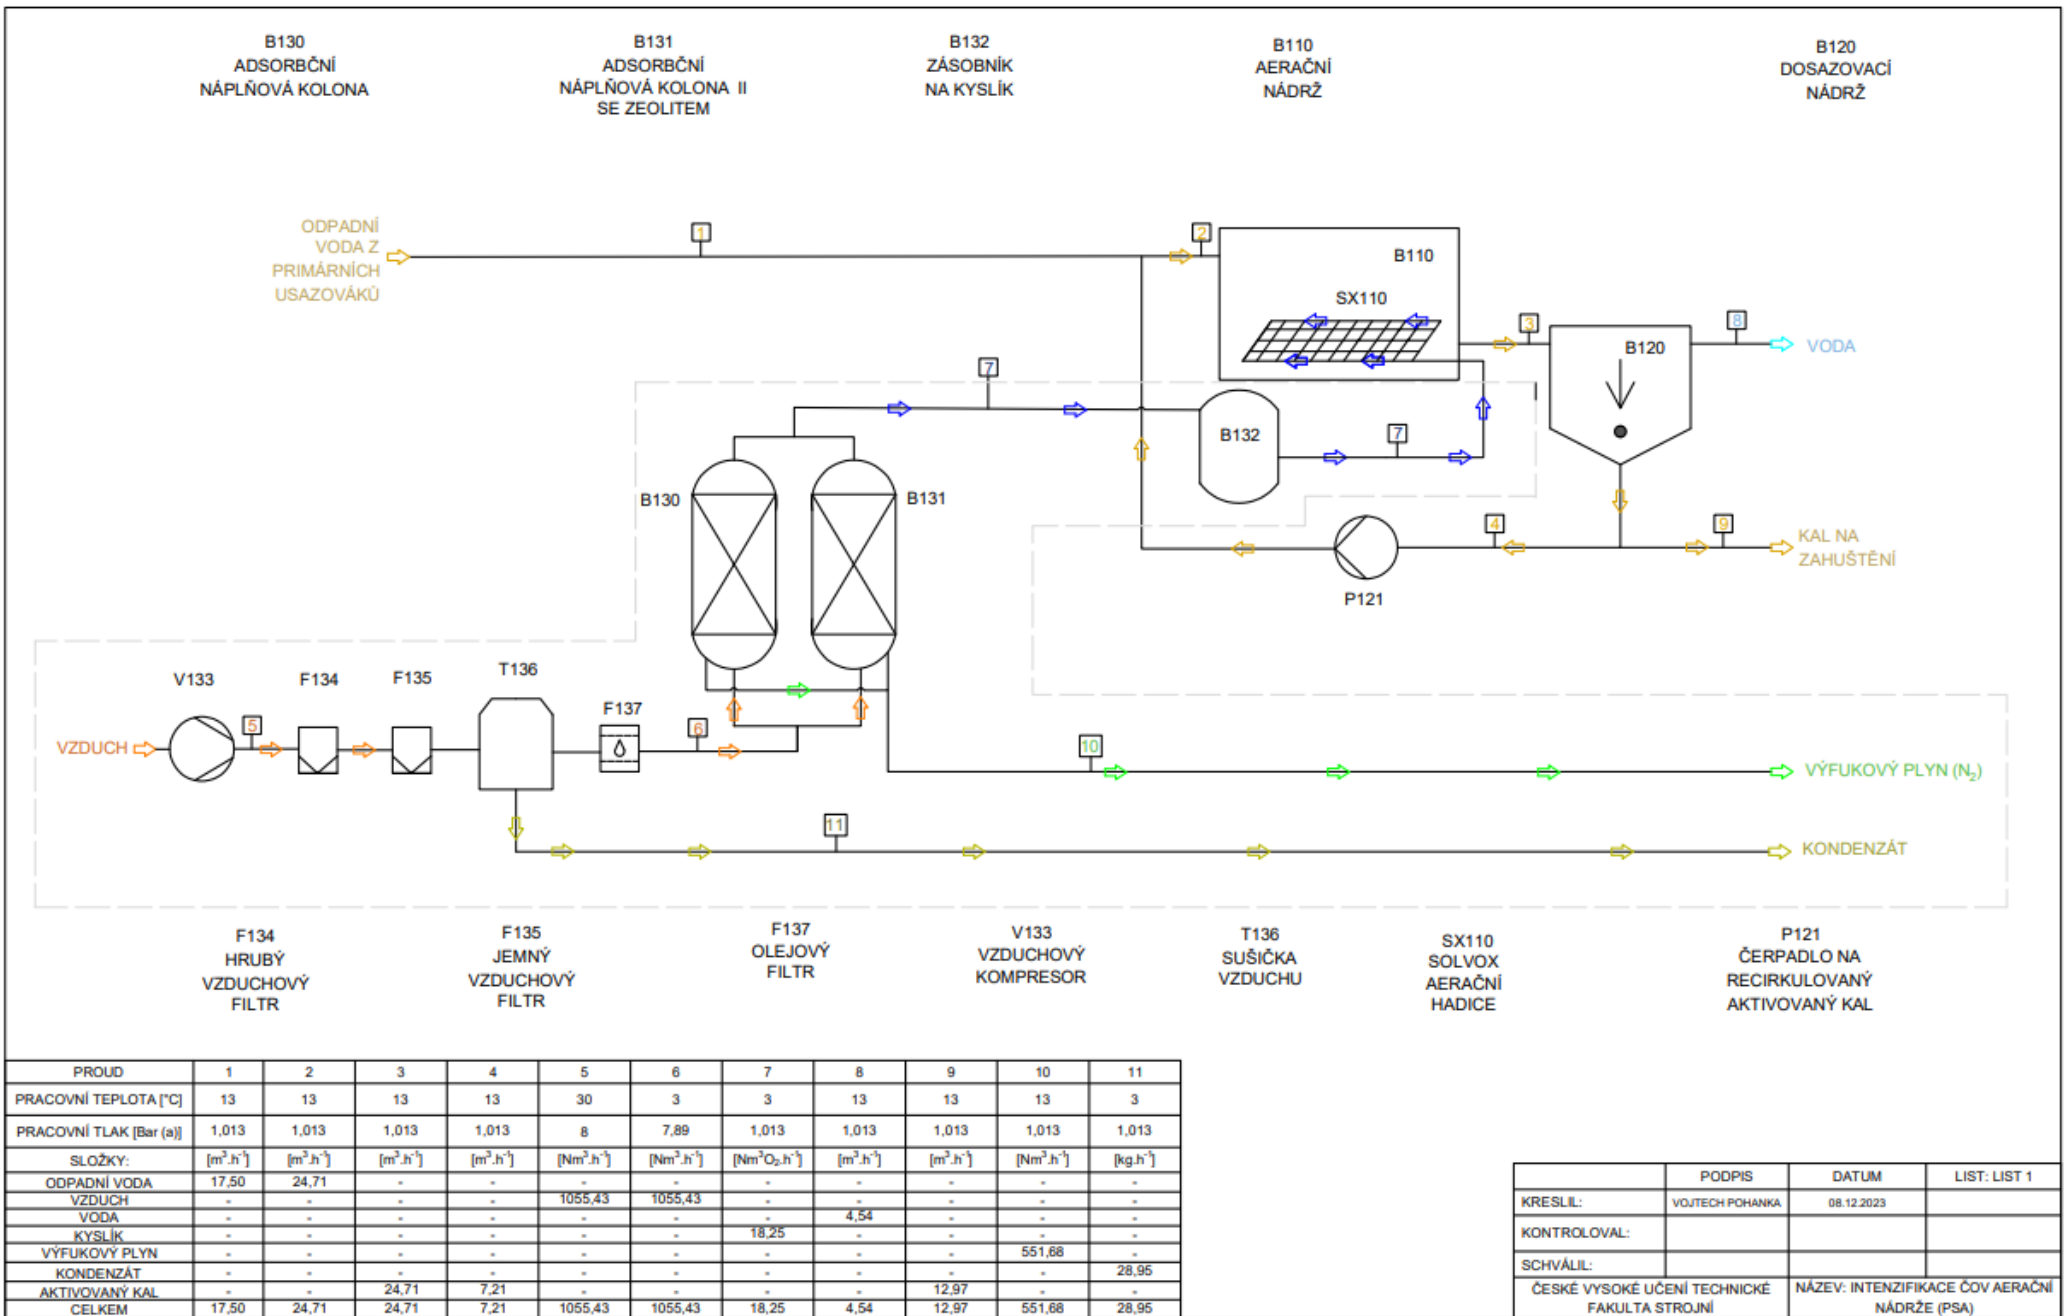 B130
ADSORBČNÍ
NÁPLŇOVÁ KOLONA
B131
ADSORBČNÍ
NÁPLŇOVÁ KOLONA II
SE ZEOLITEM
B132
ZÁSOBNÍK
NA KYSLÍK
B110
AERAČNÍ
NÁDRŽ
B120
DOSAZOVACÍ
NÁDRŽ
ODPADNÍ
VODA Z
PRIMÁRNÍCH
USAZOVÁKŮ
1
2
B110
SX110
3
B120
8
VODA
7
B132
7
B130
B131
4
9
KAL NA
ZAHUŠTĚNÍ
P121
V133
F134
F135
T136
F137
VZDUCH
5
6
10
VÝFUKOVÝ PLYN (N₂)
11
KONDENZÁT
F134
HRUBÝ
VZDUCHOVÝ
FILTR
F135
JEMNÝ
VZDUCHOVÝ
FILTR
F137
OLEJOVÝ
FILTR
V133
VZDUCHOVÝ
KOMPRESOR
T136
SUŠIČKA
VZDUCHU
SX110
SOLVOX
AERAČNÍ
HADICE
P121
ČERPADLO NA
RECIRKULOVANÝ
AKTIVOVANÝ KAL
PROUD 1 2 3 4 5 6 7 8 9 10 11
PRACOVNÍ TEPLOTA [°C] 13 13 13 13 30 3 3 13 13 13 3
PRACOVNÍ TLAK [Bar (a)] 1,013 1,013 1,013 1,013 8 7,89 1,013 1,013 1,013 1,013 1,013
SLOŽKY: [m³.h⁻¹] [m³.h⁻¹] [m³.h⁻¹] [m³.h⁻¹] [Nm³.h⁻¹] [Nm³.h⁻¹] [Nm³O₂.h⁻¹] [m³.h⁻¹] [m³.h⁻¹] [Nm³.h⁻¹] [kg.h⁻¹]
ODPADNÍ VODA 17,50 24,71 - - - - - - - - -
VZDUCH - - - - 1055,43 1055,43 - - - - -
VODA - - - - - - - 4,54 - - -
KYSLÍK - - - - - - 18,25 - - - -
VÝFUKOVÝ PLYN - - - - - - - - - 551,68 -
KONDENZÁT - - - - - - - - - - 28,95
AKTIVOVANÝ KAL - - 24,71 7,21 - - - - 12,97 - -
CELKEM 17,50 24,71 24,71 7,21 1055,43 1055,43 18,25 4,54 12,97 551,68 28,95
PODPIS DATUM LIST: LIST 1
KRESLIL: VOJTECH POHANKA 08.12.2023
KONTROLOVAL:
SCHVÁLIL:
ČESKÉ VYSOKÉ UČENÍ TECHNICKÉ
FAKULTA STROJNÍ
NÁZEV: INTENZIFIKACE ČOV AERAČNÍ
NÁDRŽE (PSA)